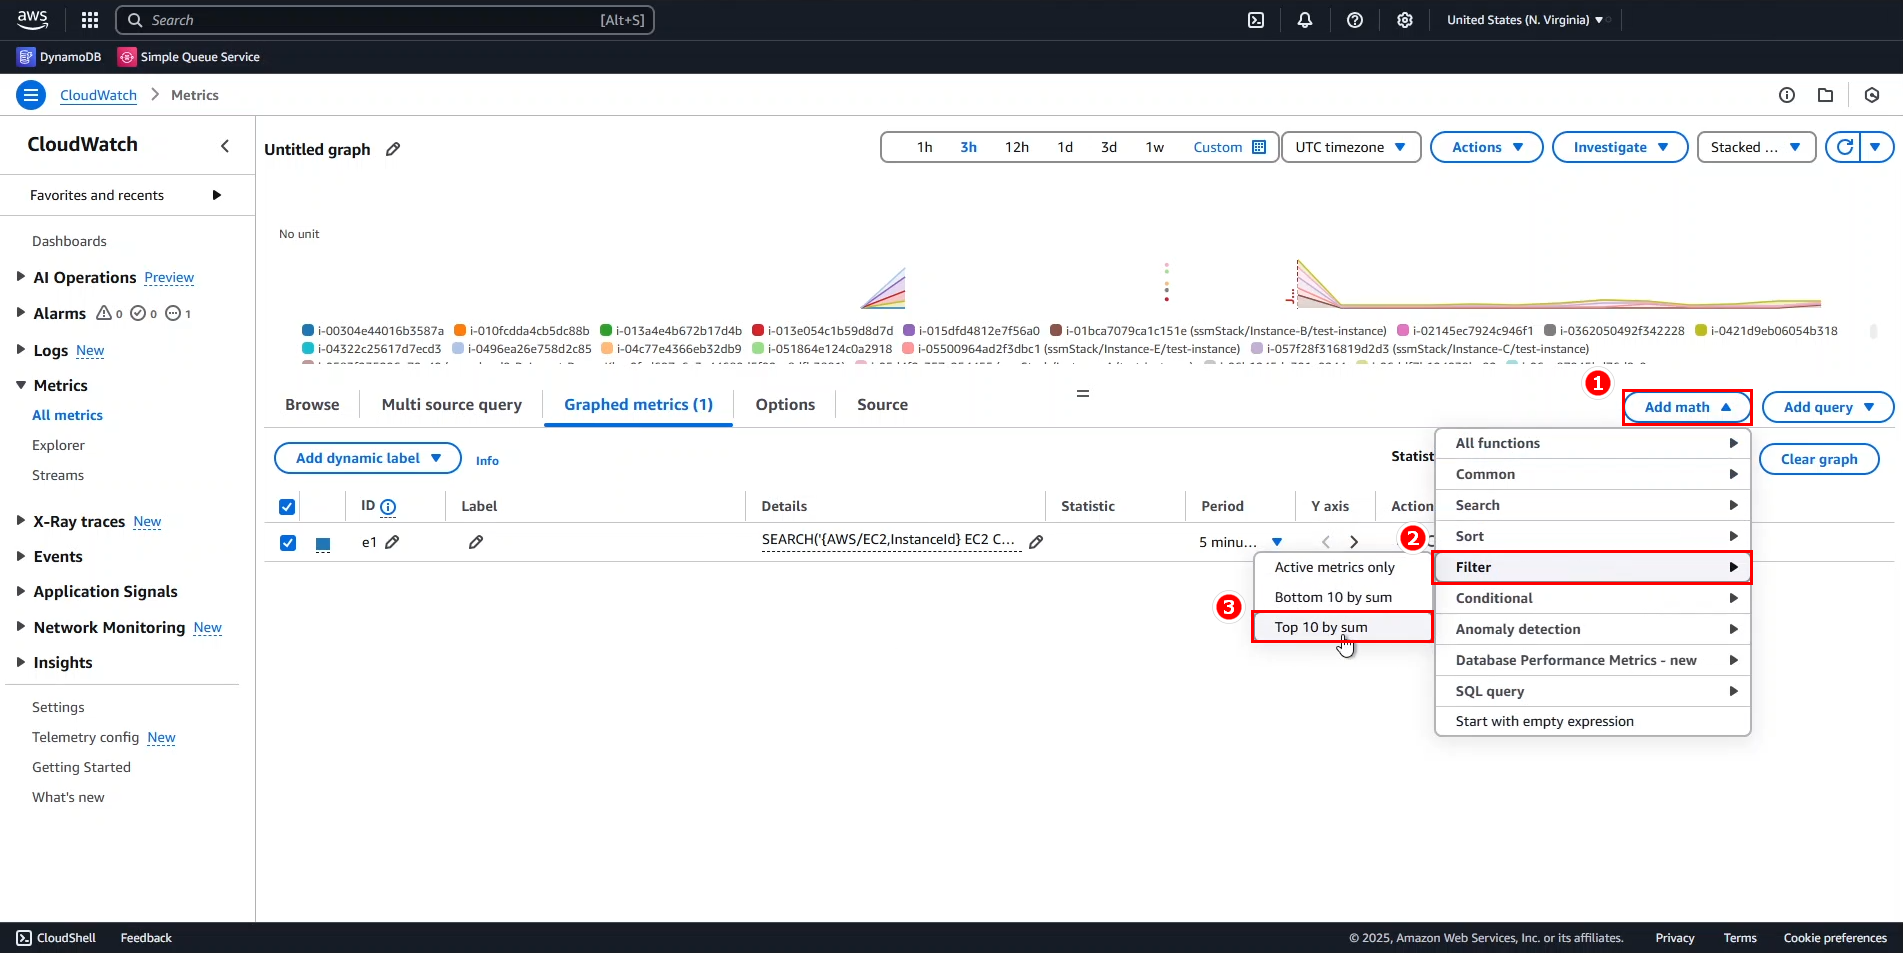 aws
Search
[Alt+S]
United States (N. Virginia)
DynamoDB
Simple Queue Service
CloudWatch
Metrics
CloudWatch
Favorites and recents
Dashboards
AI Operations Preview
Alarms 0 0 1
Logs New
Metrics
All metrics
Explorer
Streams
X-Ray traces New
Events
Application Signals
Network Monitoring New
Insights
Settings
Telemetry config New
Getting Started
What's new
Untitled graph
1h 3h 12h 1d 3d 1w Custom
UTC timezone
Actions
Investigate
Stacked ...
No unit
i-00304e44016b3587a i-010fcdda4cb5dc88b i-013a4e4b672b17d4b i-013e054c1b59d8d7d i-015dfd4812e7f56a0 i-01bca7079ca1c151e (ssmStack/Instance-B/test-instance) i-02145ec7924c946f1 i-0362050492f342228 i-0421d9eb06054b318
i-04322c25617d7ecd3 i-0496ea26e758d2c85 i-04c77e4366eb32db9 i-051864e124c0a2918 i-05500964ad2f3dbc1 (ssmStack/Instance-E/test-instance) i-057f28f316819d2d3 (ssmStack/Instance-C/test-instance)
Browse
Multi source query
Graphed metrics (1)
Options
Source
1
Add math
Add query
Add dynamic label
Info
Statist
Clear graph
ID
Label
Details
Statistic
Period
Y axis
Action
e1
SEARCH('{AWS/EC2,InstanceId} EC2 C...
5 minu...
All functions
Common
Search
Sort
2
Filter
Conditional
Anomaly detection
Database Performance Metrics - new
SQL query
Start with empty expression
Active metrics only
Bottom 10 by sum
3
Top 10 by sum
CloudShell
Feedback
© 2025, Amazon Web Services, Inc. or its affiliates.
Privacy
Terms
Cookie preferences